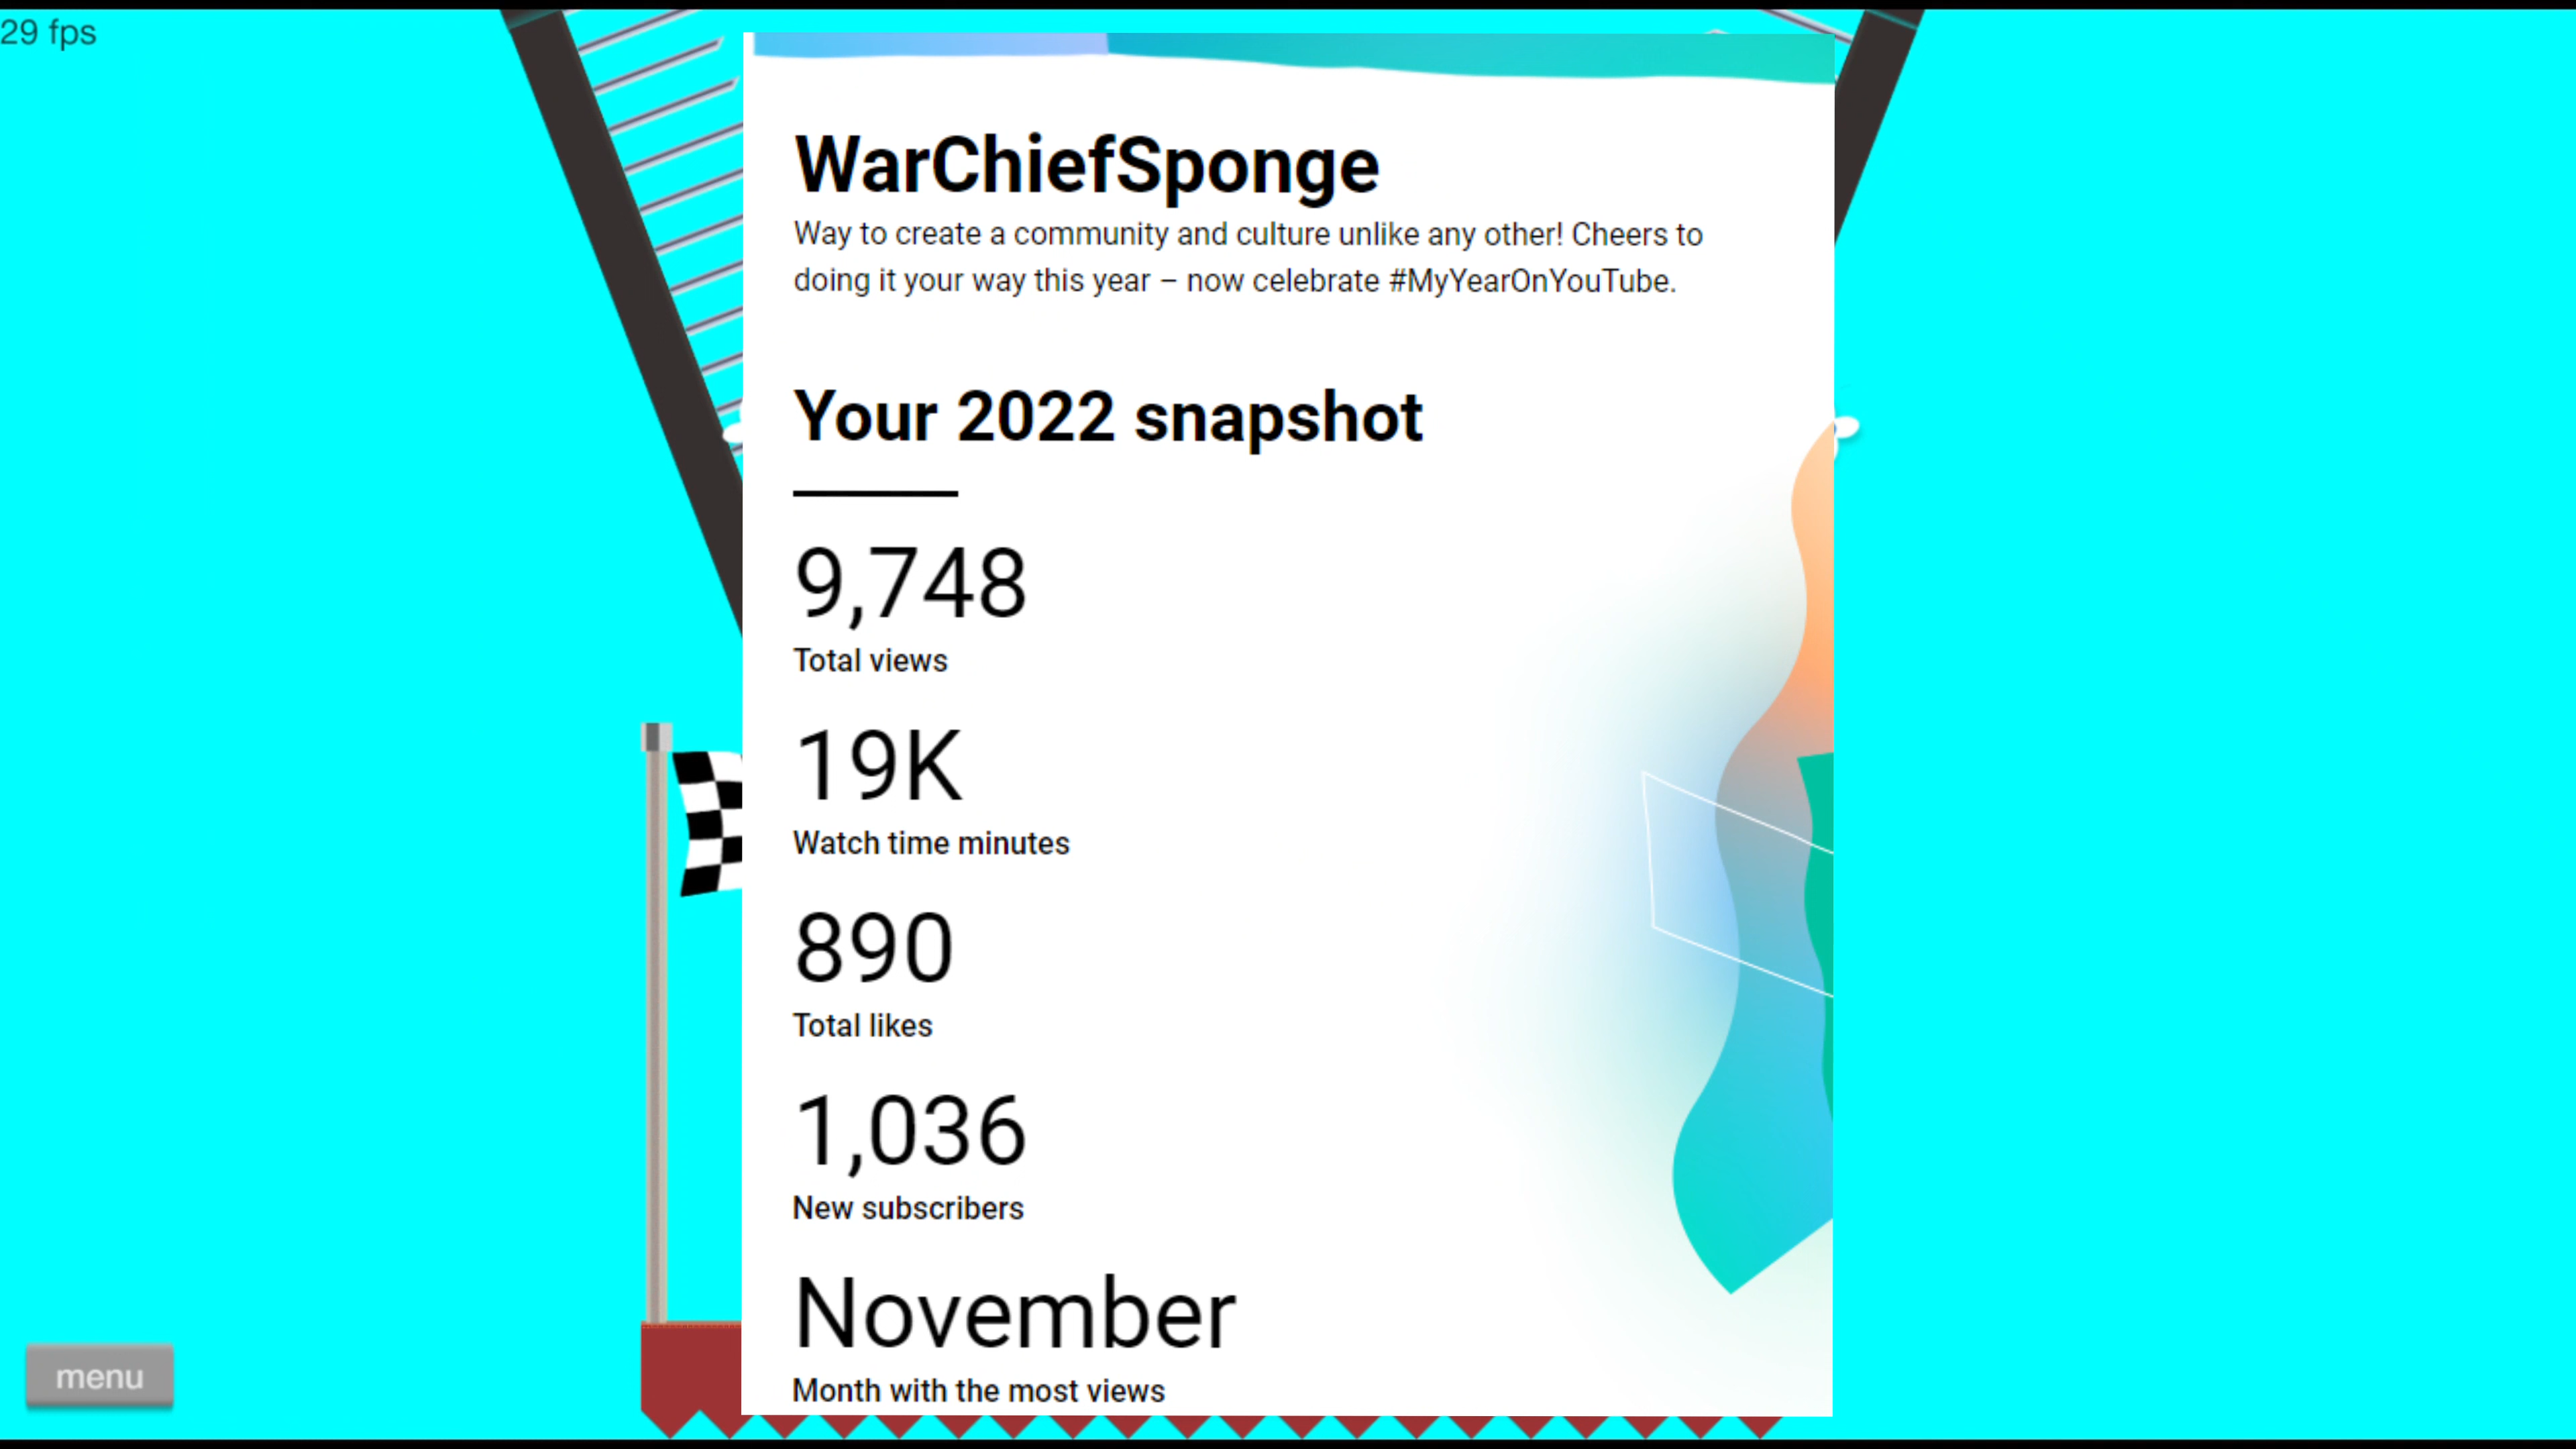 29 fps
WarChiefSponge
Way to create a community and culture unlike any other! Cheers to
doing it your way this year – now celebrate #MyYearOnYouTube.
Your 2022 snapshot
9,748
Total views
19K
Watch time minutes
890
Total likes
1,036
New subscribers
November
Month with the most views
menu